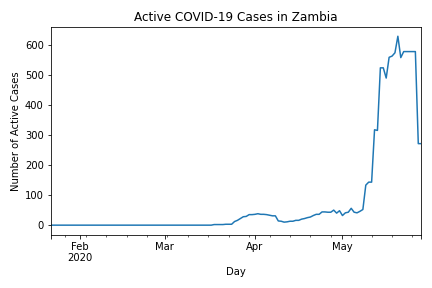 Active COVID-19 Cases in Zambia
Number of Active Cases
600
500
400
300
200
100
0
Feb
2020
Mar
Apr
May
Day